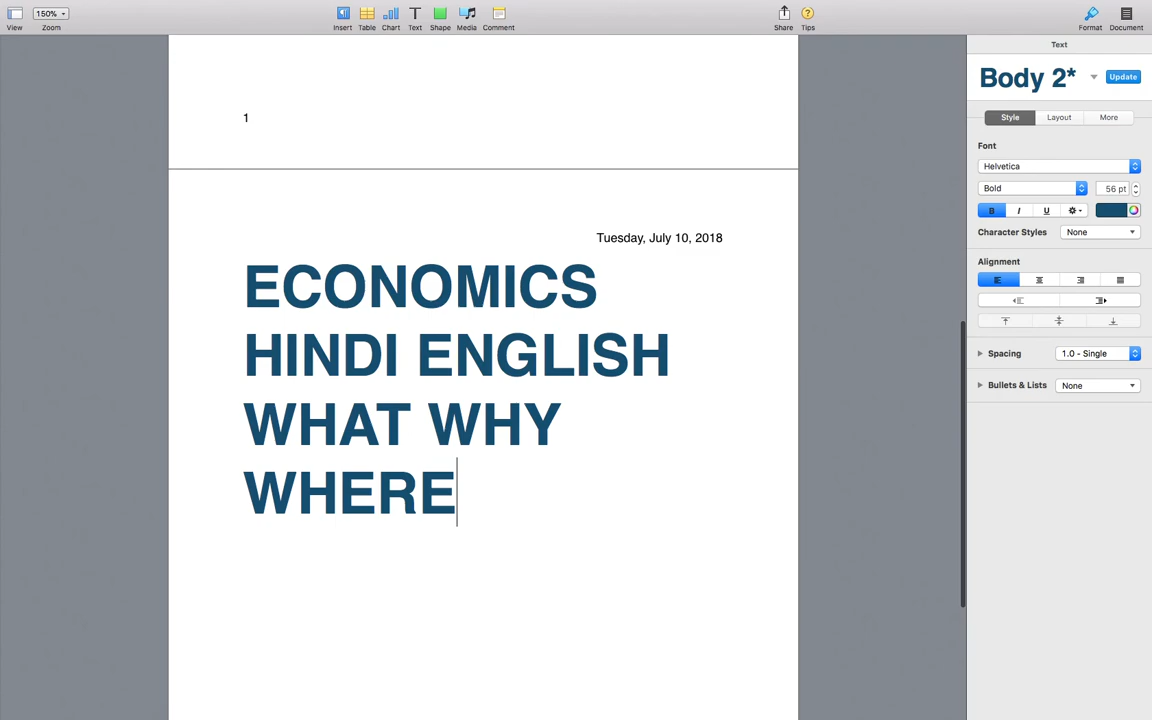 150%
View
Zoom
Insert
Table
Chart
Text
Shape
Media
Comment
Share
Tips
Format
Document
Text
Body 2*
Update
Style
Layout
More
Font
Helvetica
Bold
56 pt
B
I
U
Character Styles
None
Alignment
Spacing
1.0 - Single
Bullets & Lists
None
1
Tuesday, July 10, 2018
ECONOMICS
HINDI ENGLISH
WHAT WHY
WHERE